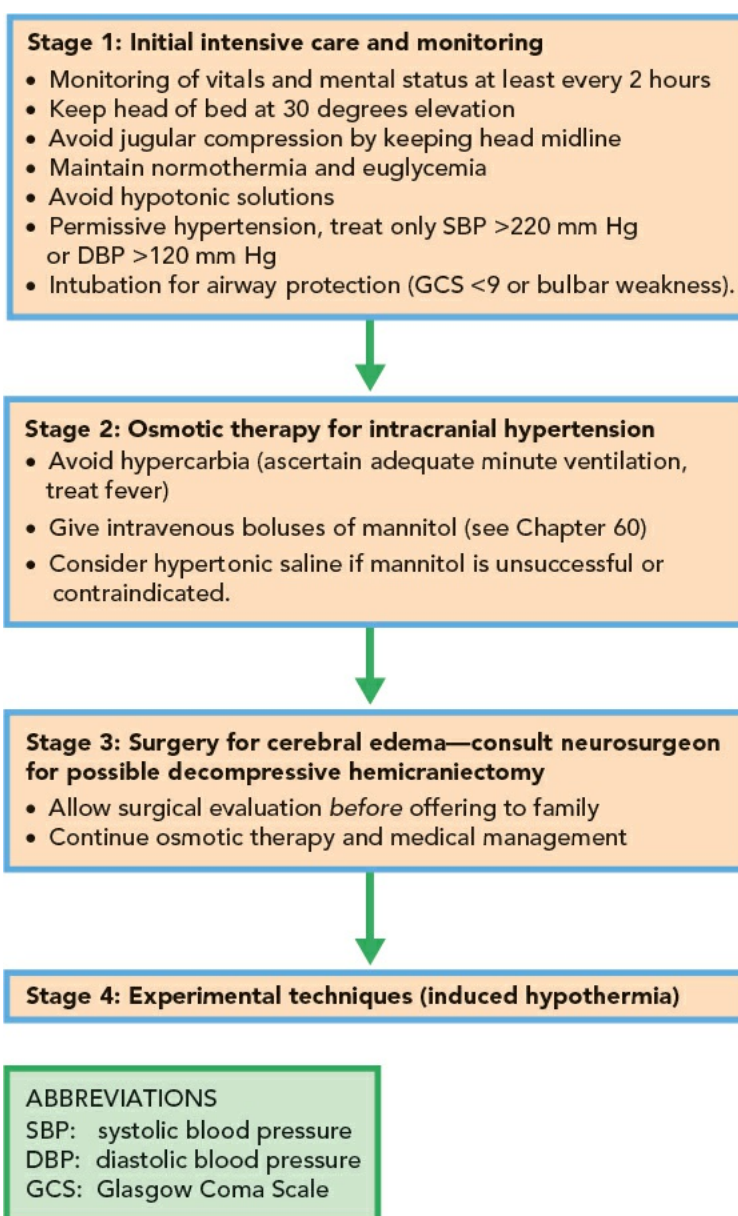 Stage 1: Initial intensive care and monitoring
• Monitoring of vitals and mental status at least every 2 hours
• Keep head of bed at 30 degrees elevation
• Avoid jugular compression by keeping head midline
• Maintain normothermia and euglycemia
• Avoid hypotonic solutions
• Permissive hypertension, treat only SBP >220 mm Hg
or DBP >120 mm Hg
• Intubation for airway protection (GCS <9 or bulbar weakness).
Stage 2: Osmotic therapy for intracranial hypertension
• Avoid hypercarbia (ascertain adequate minute ventilation,
treat fever)
• Give intravenous boluses of mannitol (see Chapter 60)
• Consider hypertonic saline if mannitol is unsuccessful or
contraindicated.
Stage 3: Surgery for cerebral edema—consult neurosurgeon
for possible decompressive hemicraniectomy
• Allow surgical evaluation before offering to family
• Continue osmotic therapy and medical management
Stage 4: Experimental techniques (induced hypothermia)
ABBREVIATIONS
SBP: systolic blood pressure
DBP: diastolic blood pressure
GCS: Glasgow Coma Scale